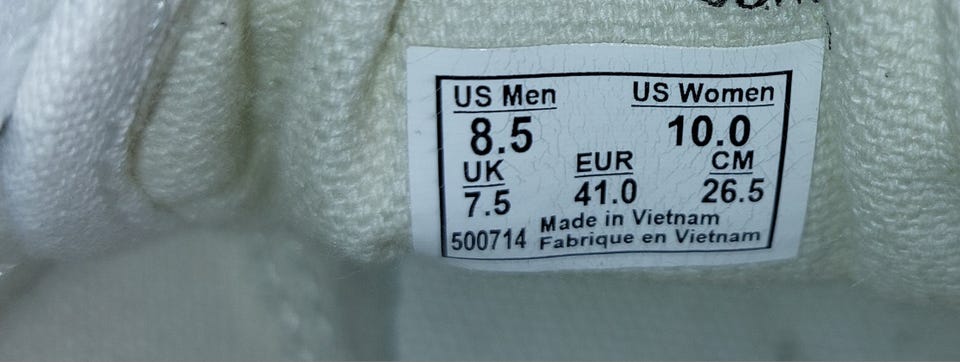 US Men US Women
8.5 10.0
UK EUR CM
7.5 41.0 26.5
Made in Vietnam
500714 Fabrique en Vietnam